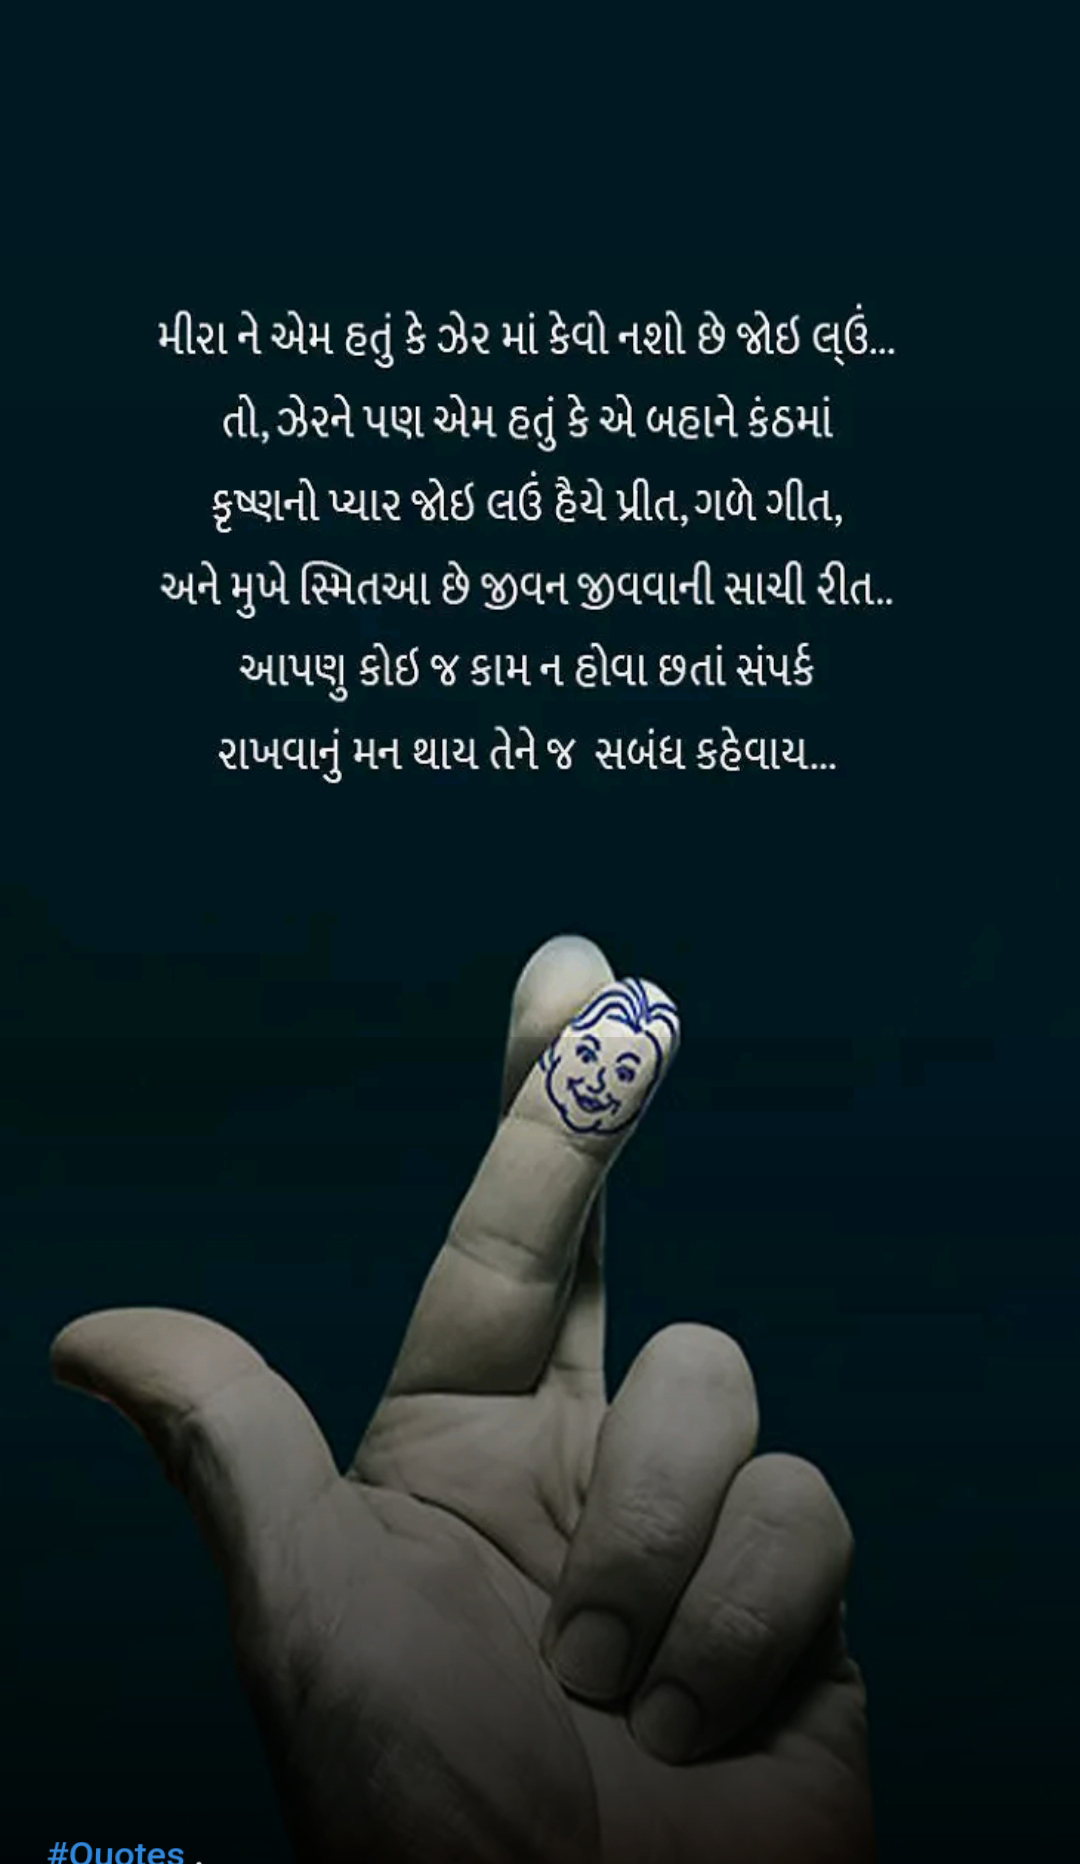 મીરા ને એમ હતું કે ઝેર માં કેવો નશો છે જોઇ લ્ઉં...
તો, ઝેરને પણ એમ હતું કે એ બહાને કંઠમાં
કૃષ્ણનો પ્યાર જોઇ લઉં હૈયે પ્રીત, ગળે ગીત,
અને મુખે સ્મિતઆ છે જીવન જીવવાની સાચી રીત..
આપણુ કોઇ જ કામ ન હોવા છતાં સંપર્ક
રાખવાનું મન થાય તેને જ સબંધ કહેવાય...
#Quotes .